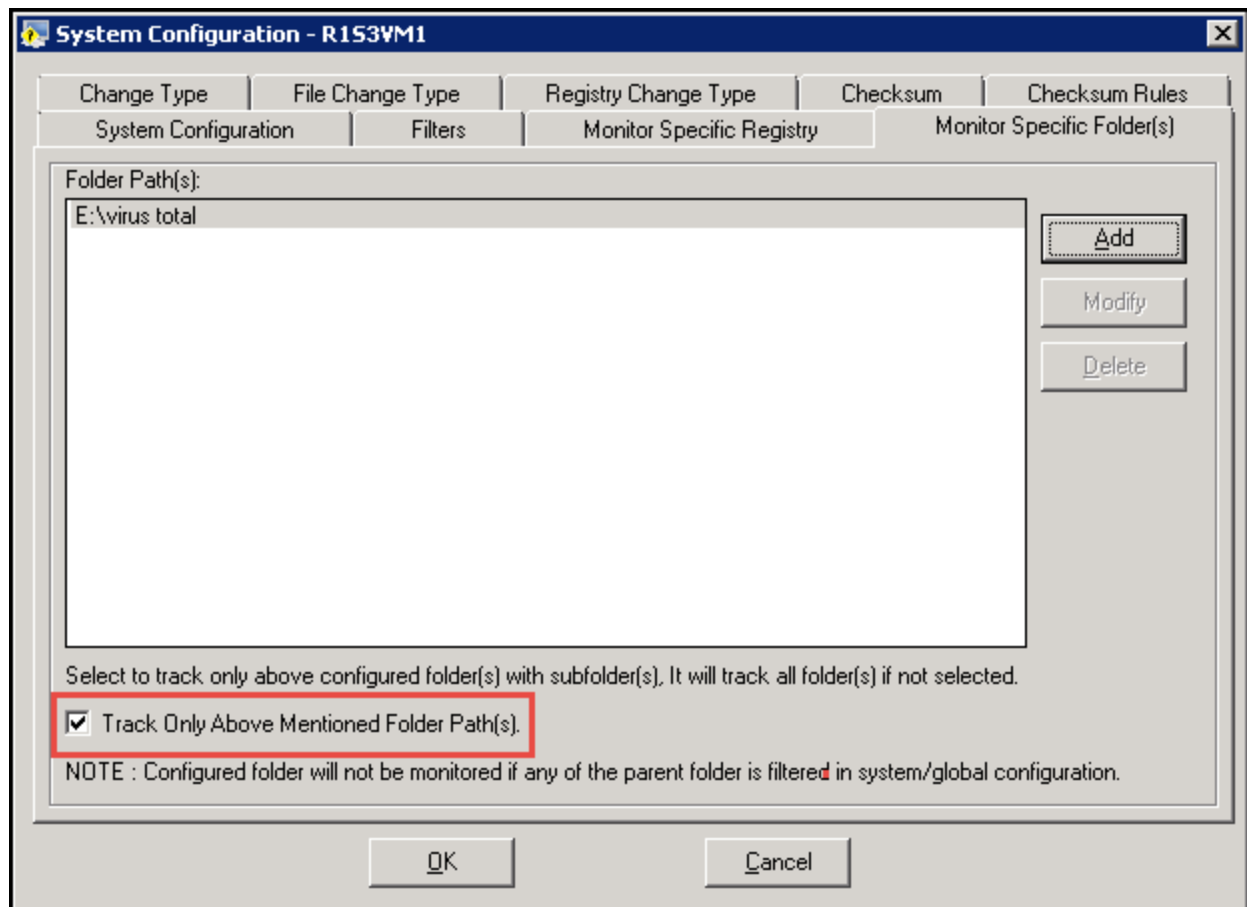 System Configuration - R1S3VM1
Change Type
File Change Type
Registry Change Type
Checksum
Checksum Rules
System Configuration
Filters
Monitor Specific Registry
Monitor Specific Folder(s)
Folder Path(s):
E:\virus total
Add
Modify
Delete
Select to track only above configured folder(s) with subfolder(s), It will track all folder(s) if not selected.
Track Only Above Mentioned Folder Path(s).
NOTE : Configured folder will not be monitored if any of the parent folder is filtered in system/global configuration.
OK
Cancel